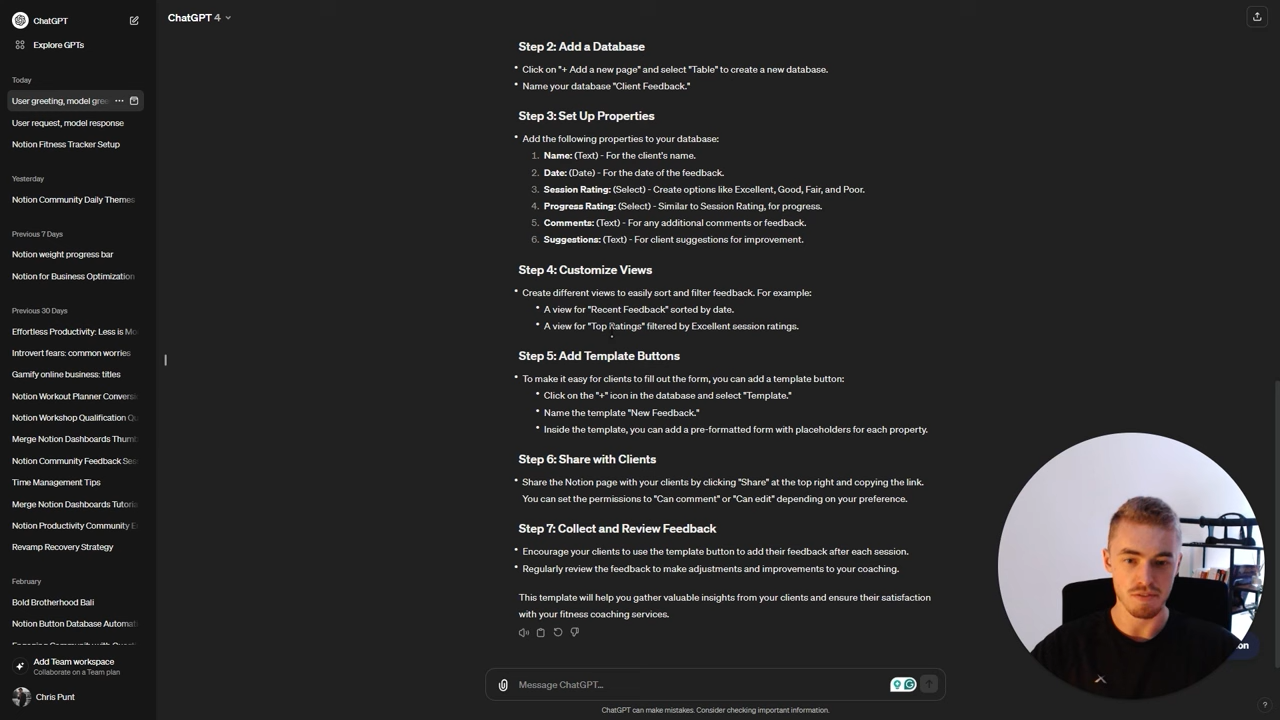 ChatGPT
Explore GPTs
Today
User greeting, model gree
User request, model response
Notion Fitness Tracker Setup
Yesterday
Notion Community Daily Themes
Previous 7 Days
Notion weight progress bar
Notion for Business Optimization
Previous 30 Days
Effortless Productivity: Less is Mo
Introvert fears: common worries
Gamify online business: titles
Notion Workout Planner Convers
Notion Workshop Qualification Qu
Merge Notion Dashboards Thumb
Notion Community Feedback Ses
Time Management Tips
Merge Notion Dashboards Tutoria
Notion Productivity Community E
Revamp Recovery Strategy
February
Bold Brotherhood Bali
Notion Button Database Automat
Add Team workspace
Collaborate on a Team plan
Chris Punt
ChatGPT 4
Step 2: Add a Database
• Click on "+ Add a new page" and select "Table" to create a new database.
• Name your database "Client Feedback."
Step 3: Set Up Properties
• Add the following properties to your database:
1. Name: (Text) - For the client's name.
2. Date: (Date) - For the date of the feedback.
3. Session Rating: (Select) - Create options like Excellent, Good, Fair, and Poor.
4. Progress Rating: (Select) - Similar to Session Rating, for progress.
5. Comments: (Text) - For any additional comments or feedback.
6. Suggestions: (Text) - For client suggestions for improvement.
Step 4: Customize Views
• Create different views to easily sort and filter feedback. For example:
• A view for "Recent Feedback" sorted by date.
• A view for "Top Ratings" filtered by Excellent session ratings.
Step 5: Add Template Buttons
• To make it easy for clients to fill out the form, you can add a template button:
• Click on the "+" icon in the database and select "Template."
• Name the template "New Feedback."
• Inside the template, you can add a pre-formatted form with placeholders for each property.
Step 6: Share with Clients
• Share the Notion page with your clients by clicking "Share" at the top right and copying the link.
You can set the permissions to "Can comment" or "Can edit" depending on your preference.
Step 7: Collect and Review Feedback
• Encourage your clients to use the template button to add their feedback after each session.
• Regularly review the feedback to make adjustments and improvements to your coaching.
This template will help you gather valuable insights from your clients and ensure their satisfaction
with your fitness coaching services.
Message ChatGPT…
ChatGPT can make mistakes. Consider checking important information.
?